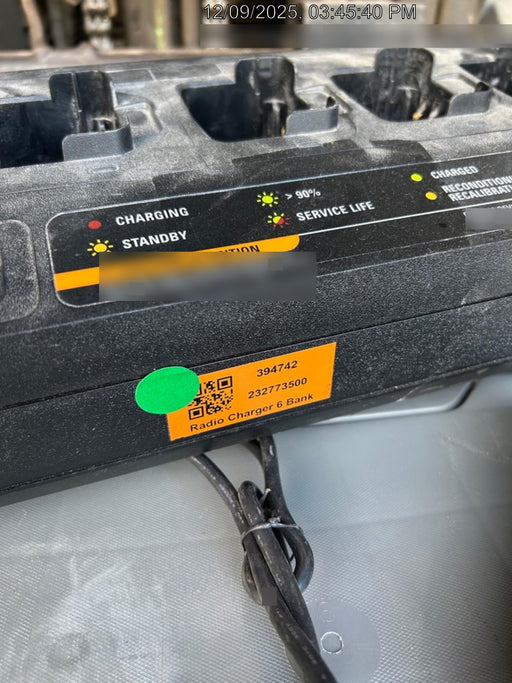 12/09/2025, 03:45:40 PM
CHARGING
STANDBY
> 90%
SERVICE LIFE
CHARGED
RECONDITIONING
394742
232773500
Radio Charger 6 Bank